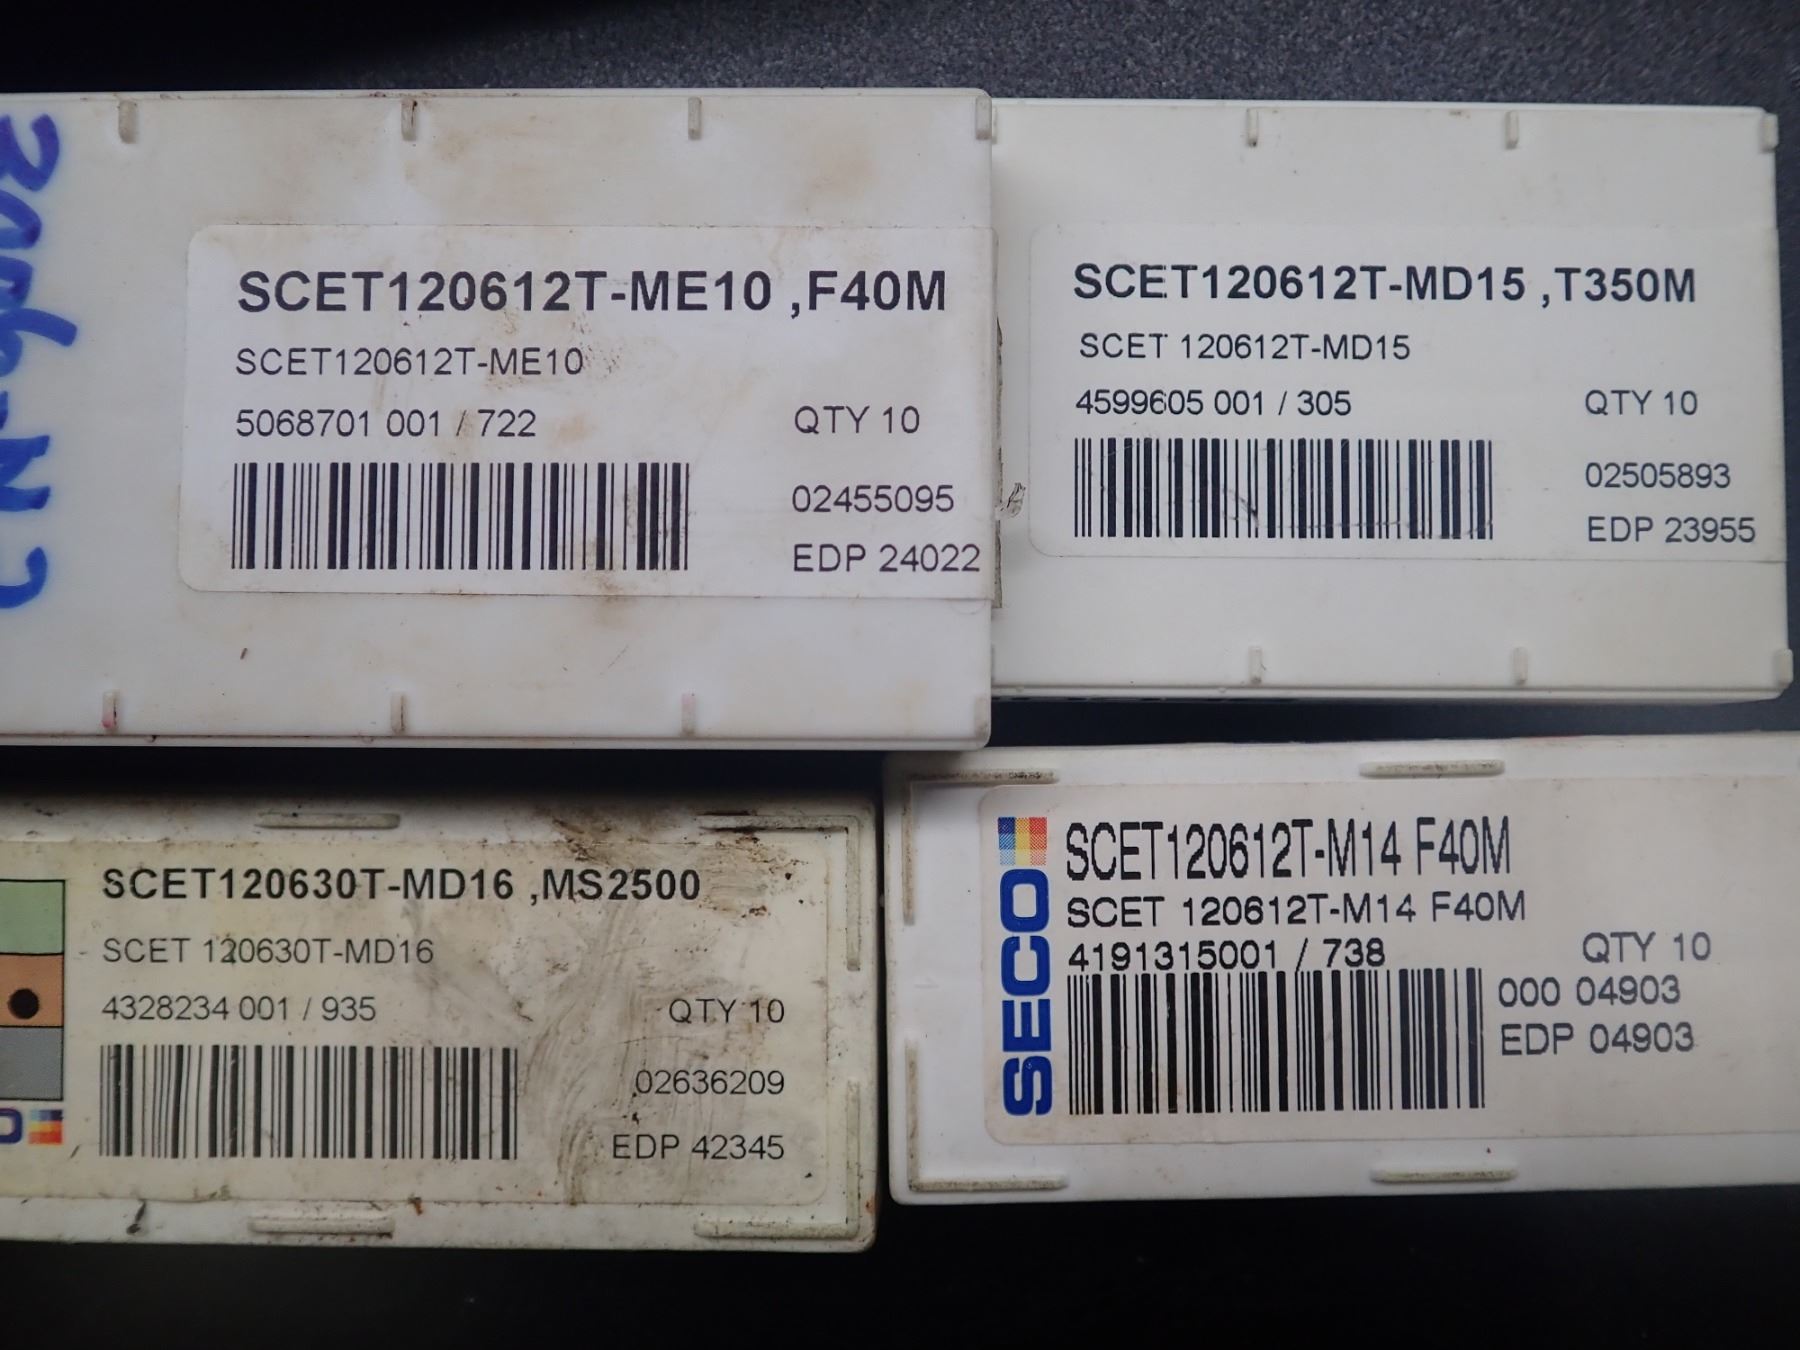 SCET120612T-ME10 ,F40M
SCET120612T-ME10
5068701 001 / 722
QTY 10
02455095
EDP 24022
SCET120612T-MD15 ,T350M
SCET 120612T-MD15
4599605 001 / 305
QTY 10
02505893
EDP 23955
SCET120630T-MD16 ,MS2500
SCET 120630T-MD16
4328234 001 / 935
QTY 10
02636209
EDP 42345
SECO
SCET120612T-M14 F40M
SCET 120612T-M14 F40M
4191315001 / 738
QTY 10
000 04903
EDP 04903